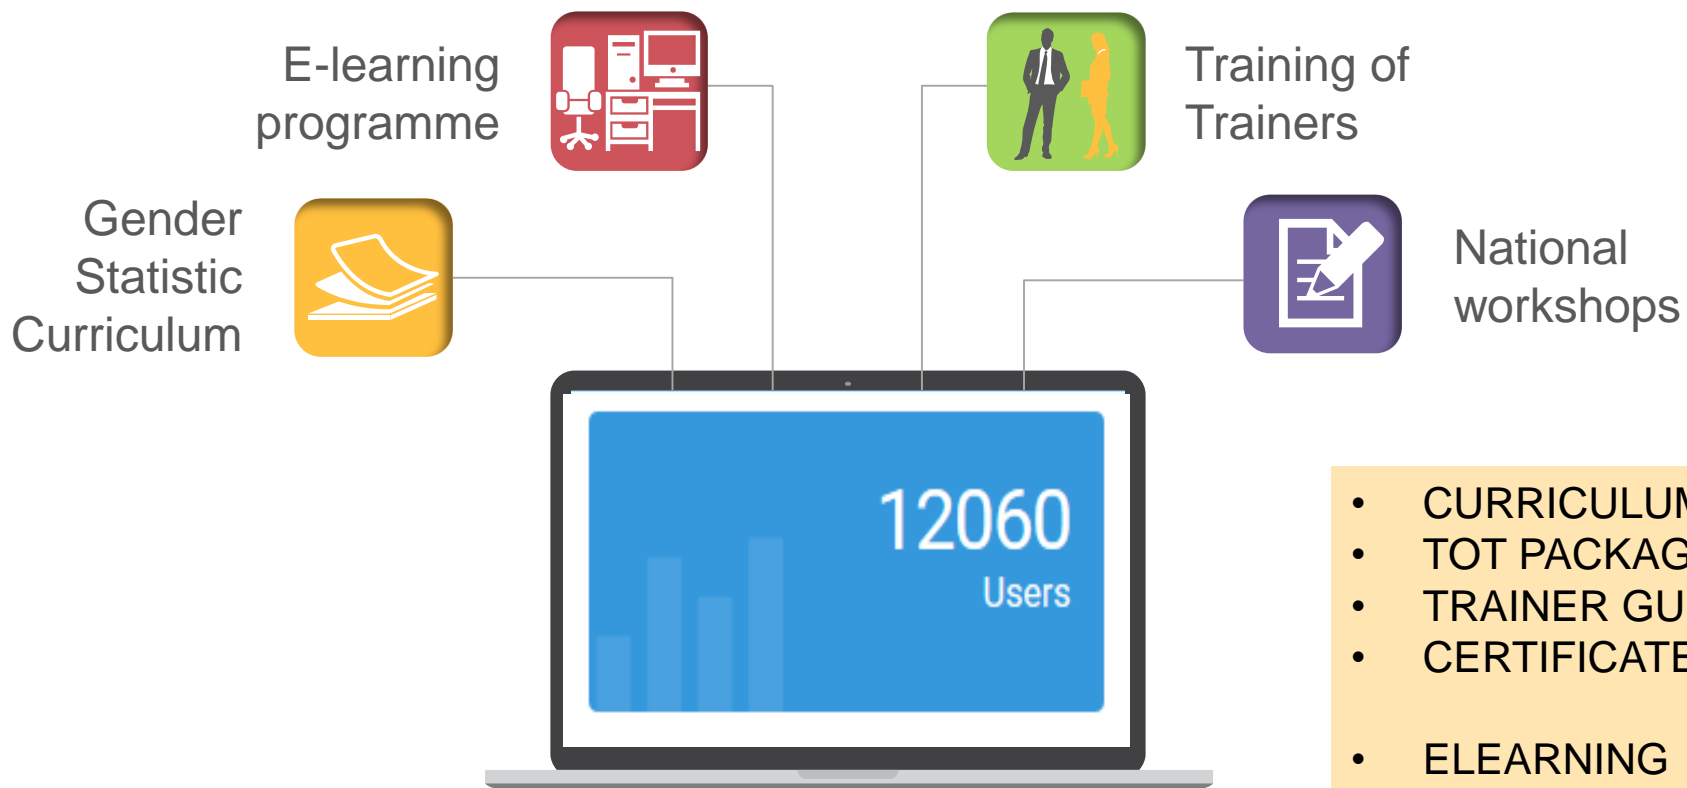 E-learning
programme
Training of
Trainers
Gender
Statistic
Curriculum
National
workshops
12060
Users
• CURRICULUM
• TOT PACKAG
• TRAINER GU
• CERTIFICATE
• ELEARNING